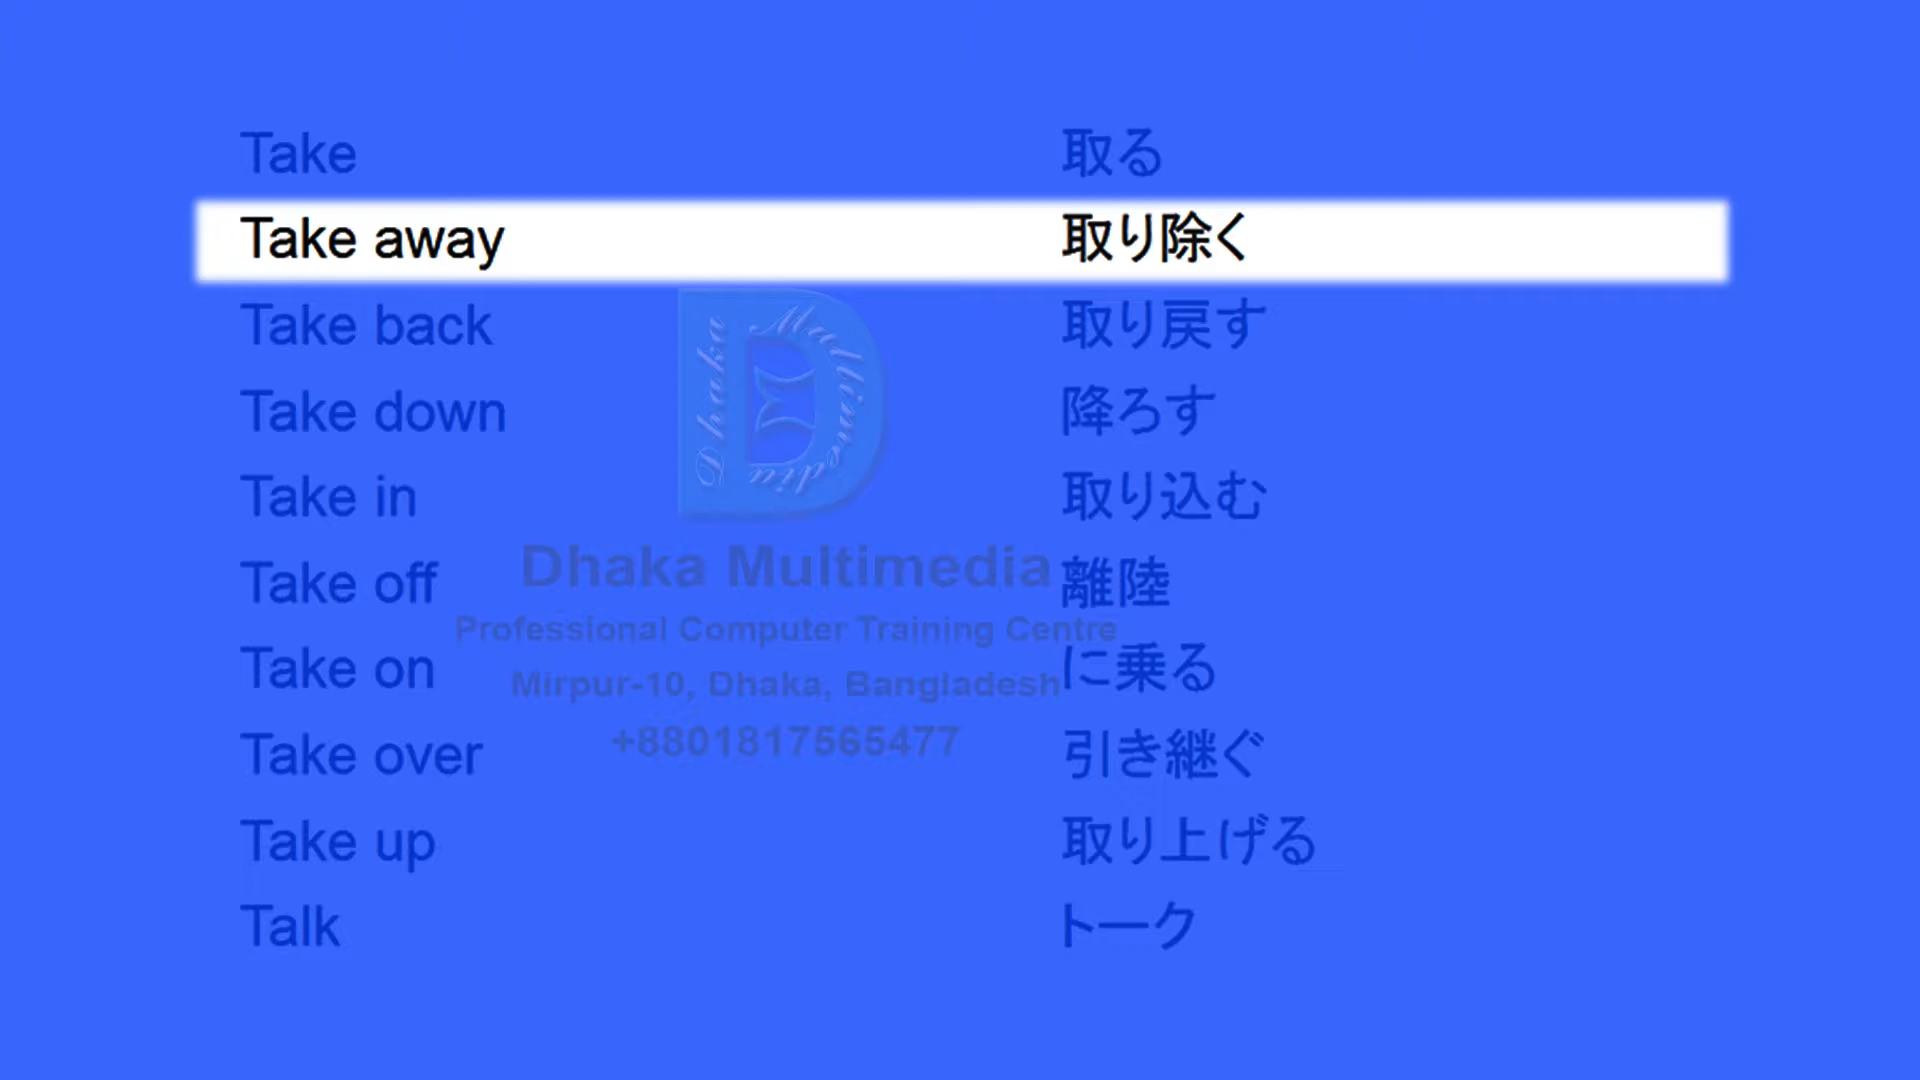 Take 取る
Take away 取り除く
Take back 取り戻す
Take down 降ろす
Take in 取り込む
Take off 離陸
Take on に乗る
Take over 引き継ぐ
Take up 取り上げる
Talk トーク
Dhaka Multimedia
Dhaka Multimedia
Professional Computer Training Centre
Mirpur-10, Dhaka, Bangladesh
+8801817565477